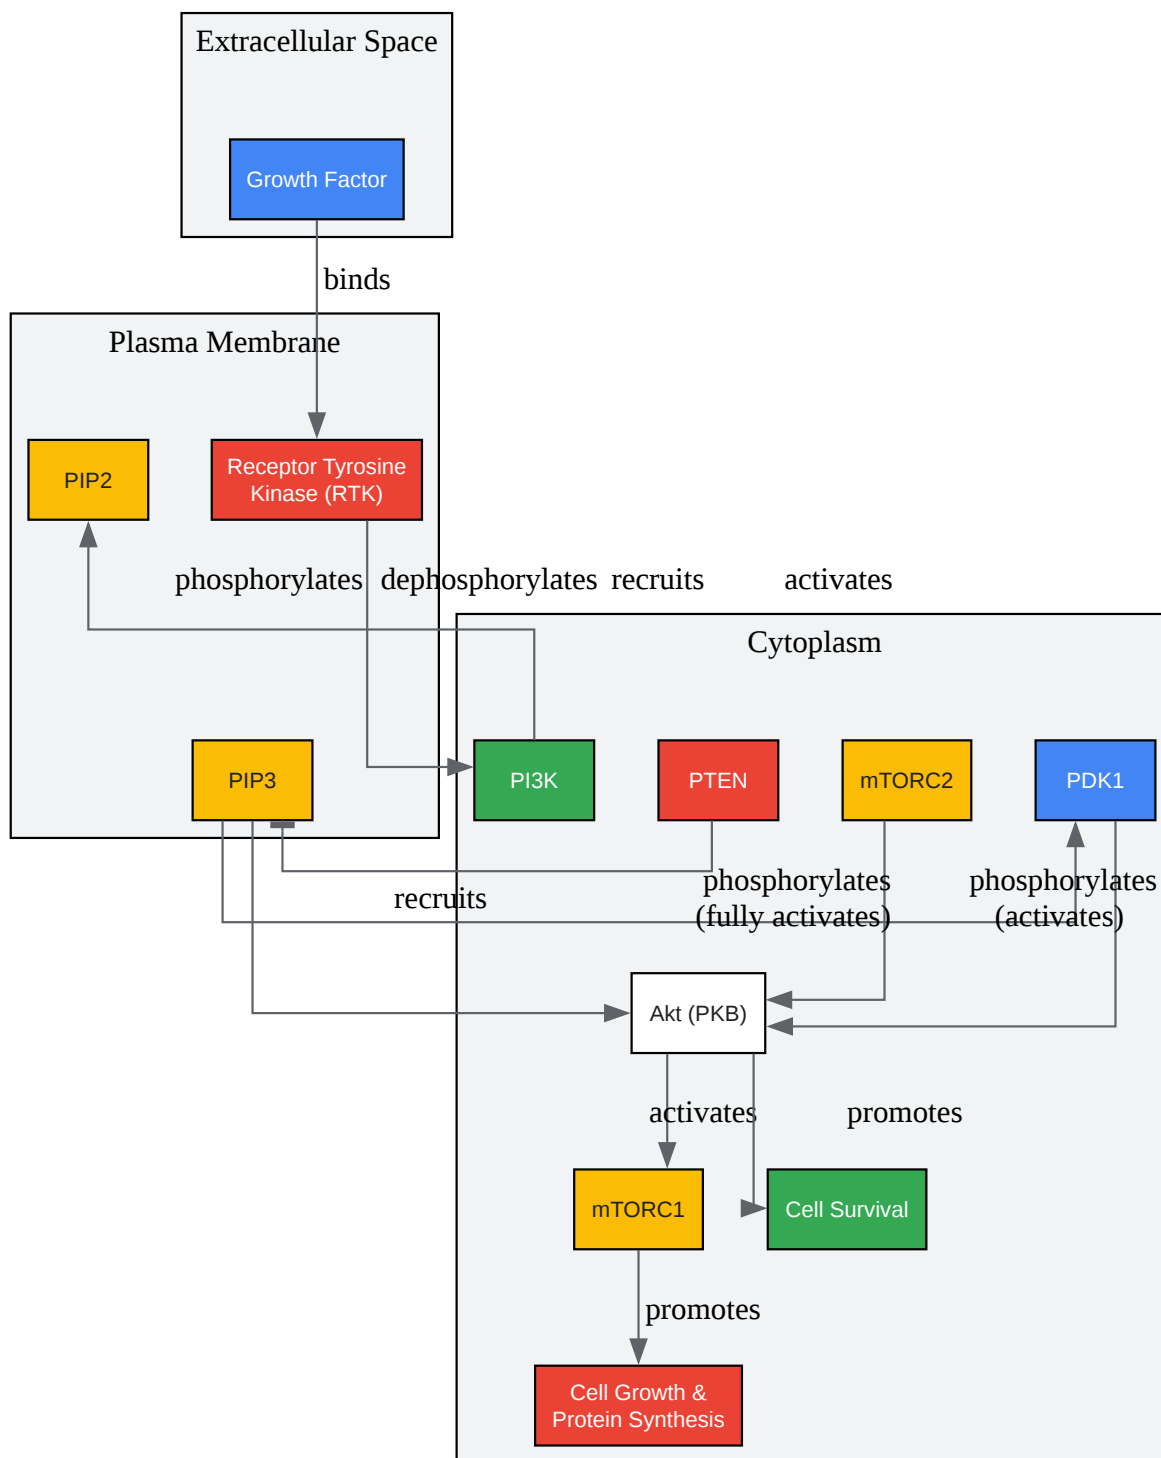 Extracellular Space
Growth Factor
binds
Plasma Membrane
PIP2
Receptor Tyrosine
Kinase (RTK)
phosphorylates
dephosphorylates
recruits
activates
Cytoplasm
PIP3
PI3K
PTEN
mTORC2
PDK1
recruits
phosphorylates
(fully activates)
phosphorylates
(activates)
Akt (PKB)
activates
promotes
mTORC1
Cell Survival
promotes
Cell Growth &
Protein Synthesis